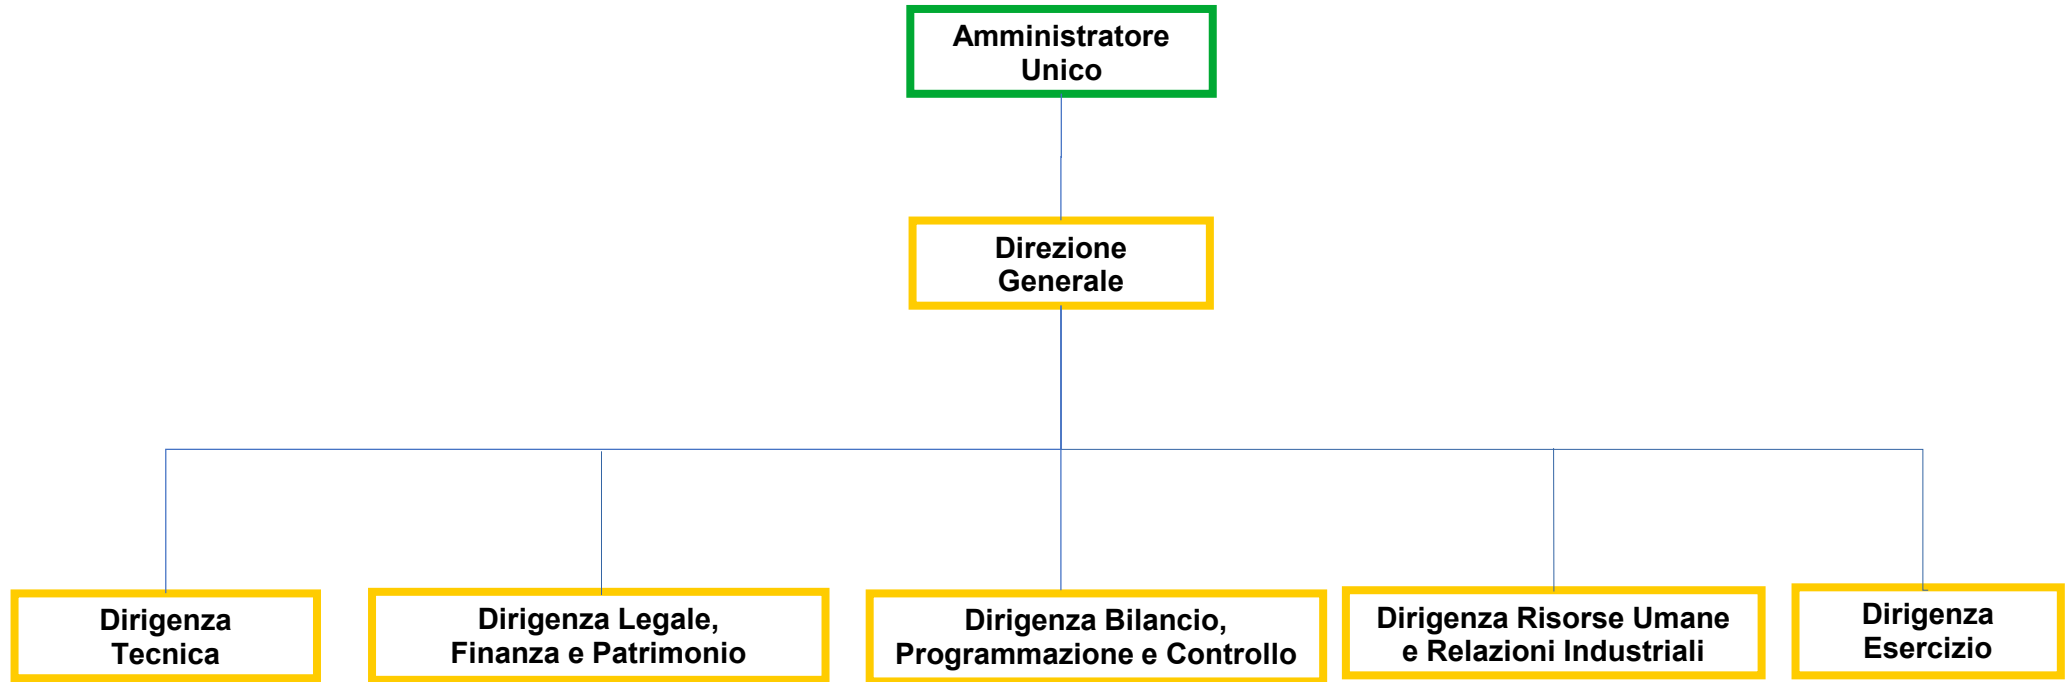 Amministratore
Unico
Direzione
Generale
Dirigenza
Tecnica
Dirigenza Legale,
Finanza e Patrimonio
Dirigenza Bilancio,
Programmazione e Controllo
Dirigenza Risorse Umane
e Relazioni Industriali
Dirigenza
Esercizio